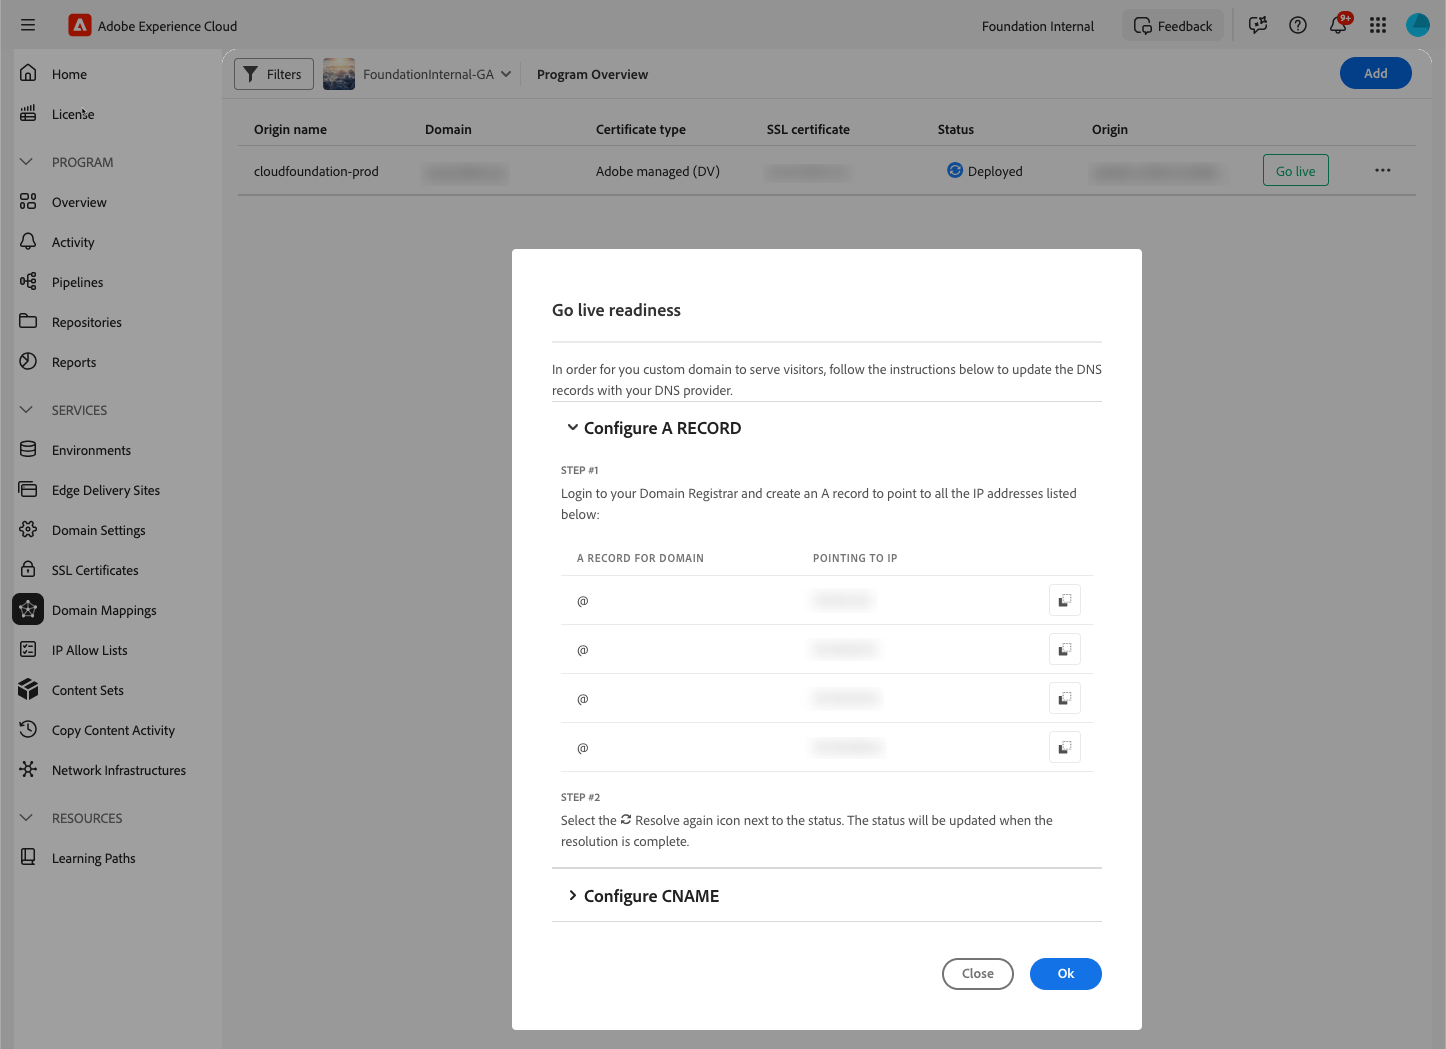 Adobe Experience Cloud
Foundation Internal
Feedback
9+
Home
License
PROGRAM
Overview
Activity
Pipelines
Repositories
Reports
SERVICES
Environments
Edge Delivery Sites
Domain Settings
SSL Certificates
Domain Mappings
IP Allow Lists
Content Sets
Copy Content Activity
Network Infrastructures
RESOURCES
Learning Paths
Filters
FoundationInternal-GA
Program Overview
Add
Origin name Domain Certificate type SSL certificate Status Origin
cloudfoundation-prod Adobe managed (DV) Deployed Go live
Go live readiness
In order for you custom domain to serve visitors, follow the instructions below to update the DNS
records with your DNS provider.
Configure A RECORD
STEP #1
Login to your Domain Registrar and create an A record to point to all the IP addresses listed
below:
A RECORD FOR DOMAIN POINTING TO IP
@
@
@
@
STEP #2
Select the Resolve again icon next to the status. The status will be updated when the
resolution is complete.
Configure CNAME
Close
Ok